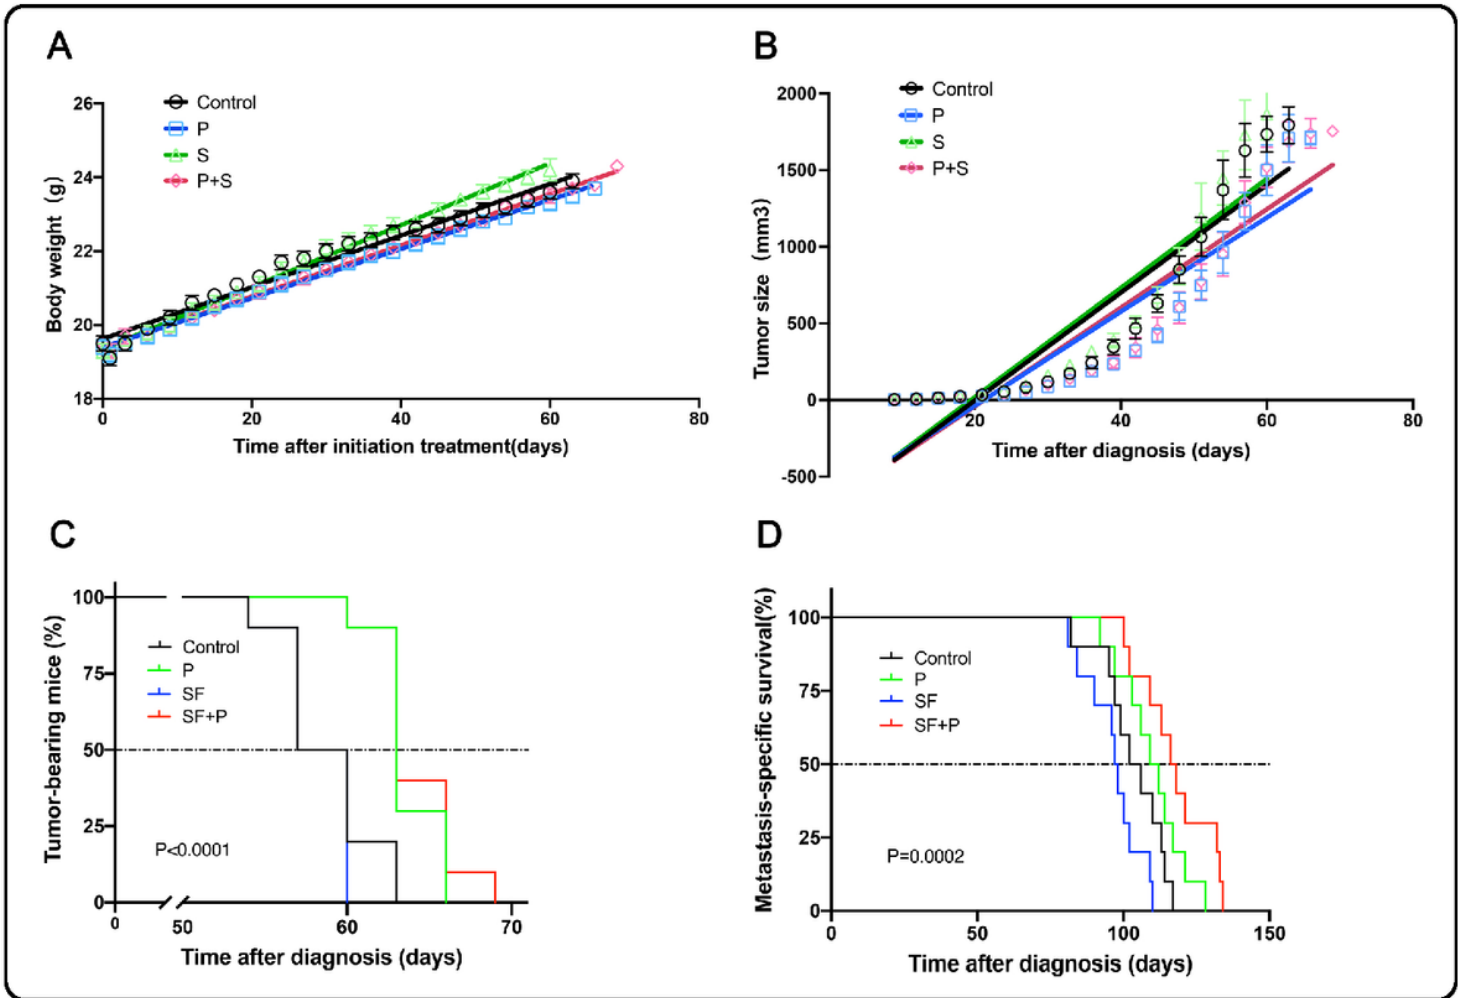 A
Body weight (g)
26
24
22
20
18
0
20
40
60
80
Time after initiation treatment(days)
Control
P
S
P+S
B
Tumor size (mm3)
2000
1500
1000
500
0
-500
20
40
60
80
Time after diagnosis (days)
Control
P
S
P+S
C
Tumor-bearing mice (%)
100
75
50
25
0
0
50
60
70
Time after diagnosis (days)
Control
P
SF
SF+P
P<0.0001
D
Metastasis-specific survival(%)
100
75
50
25
0
0
50
100
150
Time after diagnosis (days)
Control
P
SF
SF+P
P=0.0002